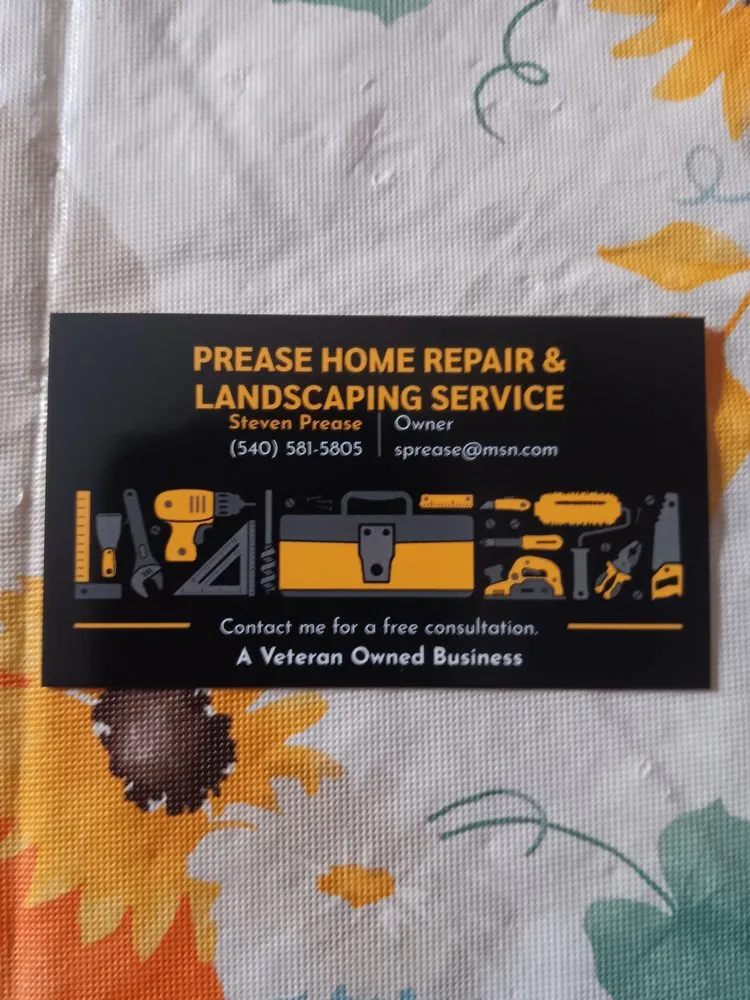 PREASE HOME REPAIR &
LANDSCAPING SERVICE
Steven Prease Owner
(540) 581-5805 sprease@msn.com
Contact me for a free consultation.
A Veteran Owned Business